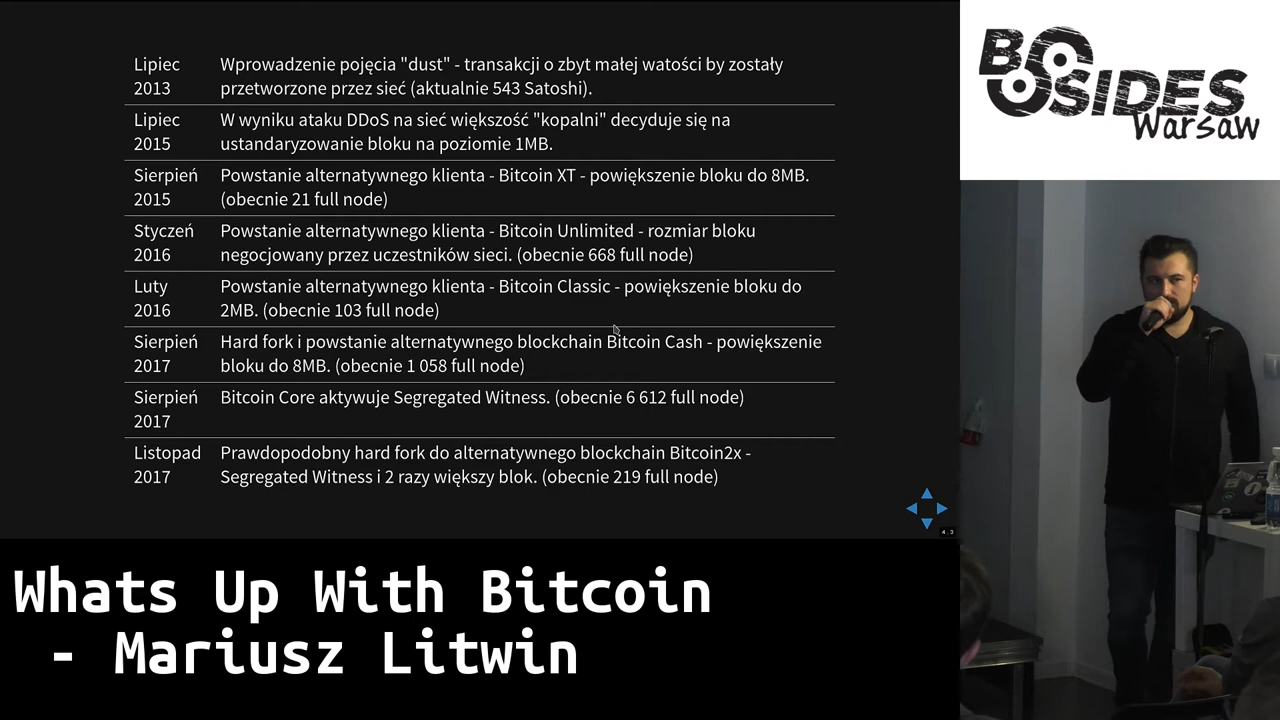 Lipiec 2013
Wprowadzenie pojęcia "dust" - transakcji o zbyt małej watości by zostały
przetworzone przez sieć (aktualnie 543 Satoshi).
Lipiec 2015
W wyniku ataku DDoS na sieć większość "kopalni" decyduje się na
ustandaryzowanie bloku na poziomie 1MB.
Sierpień 2015
Powstanie alternatywnego klienta - Bitcoin XT - powiększenie bloku do 8MB.
(obecnie 21 full node)
Styczeń 2016
Powstanie alternatywnego klienta - Bitcoin Unlimited - rozmiar bloku
negocjowany przez uczestników sieci. (obecnie 668 full node)
Luty 2016
Powstanie alternatywnego klienta - Bitcoin Classic - powiększenie bloku do
2MB. (obecnie 103 full node)
Sierpień 2017
Hard fork i powstanie alternatywnego blockchain Bitcoin Cash - powiększenie
bloku do 8MB. (obecnie 1 058 full node)
Sierpień 2017
Bitcoin Core aktywuje Segregated Witness. (obecnie 6 612 full node)
Listopad 2017
Prawdopodobny hard fork do alternatywnego blockchain Bitcoin2x -
Segregated Witness i 2 razy większy blok. (obecnie 219 full node)
4.3
BSIDES
Warsaw
Whats Up With Bitcoin
- Mariusz Litwin